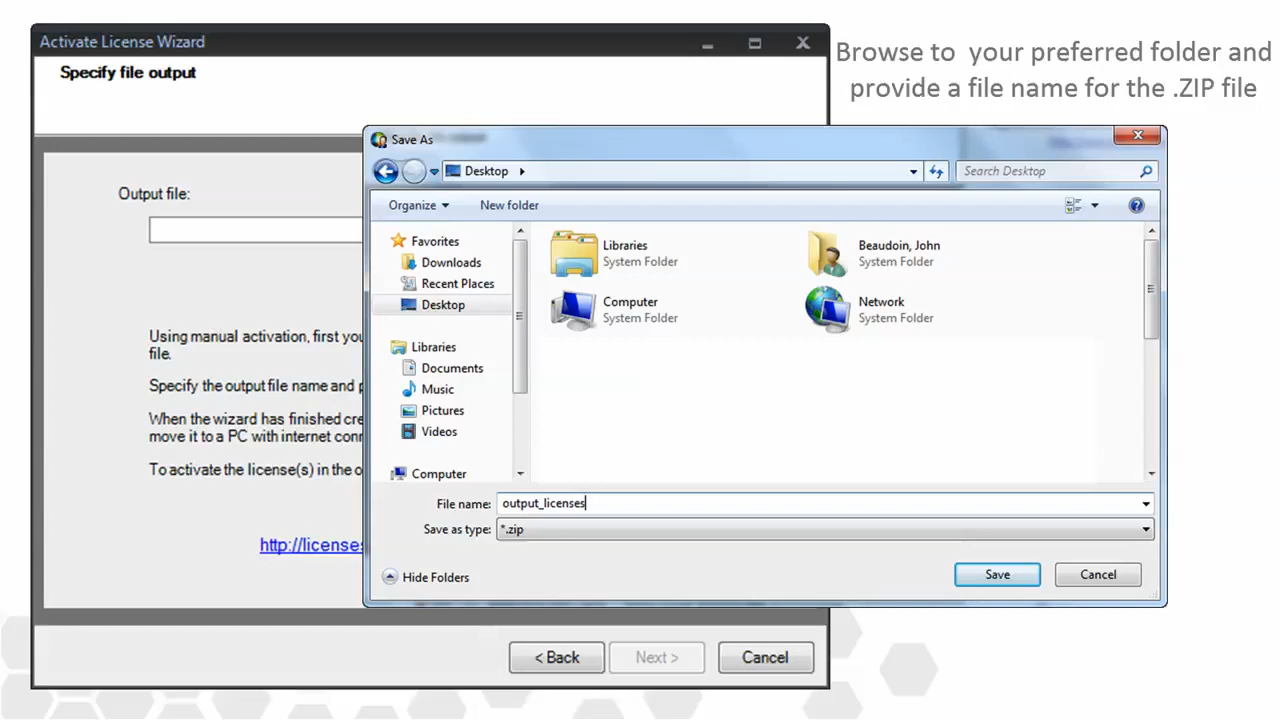 Activate License Wizard
Browse to  your preferred folder and
provide a file name for the .ZIP file
Specify file output
Output file:
Using manual activation, first you
file.
Specify the output file name and
When the wizard has finished cre
move it to a PC with internet conn
To activate the license(s) in the o
http://licenses
Save As
Desktop
Search Desktop
Organize
New folder
Favorites
Downloads
Recent Places
Desktop
Libraries
Documents
Music
Pictures
Videos
Computer
Libraries
System Folder
Beaudoin, John
System Folder
Computer
System Folder
Network
System Folder
File name: output_licenses
Save as type: *.zip
Hide Folders
Save
Cancel
< Back
Next >
Cancel